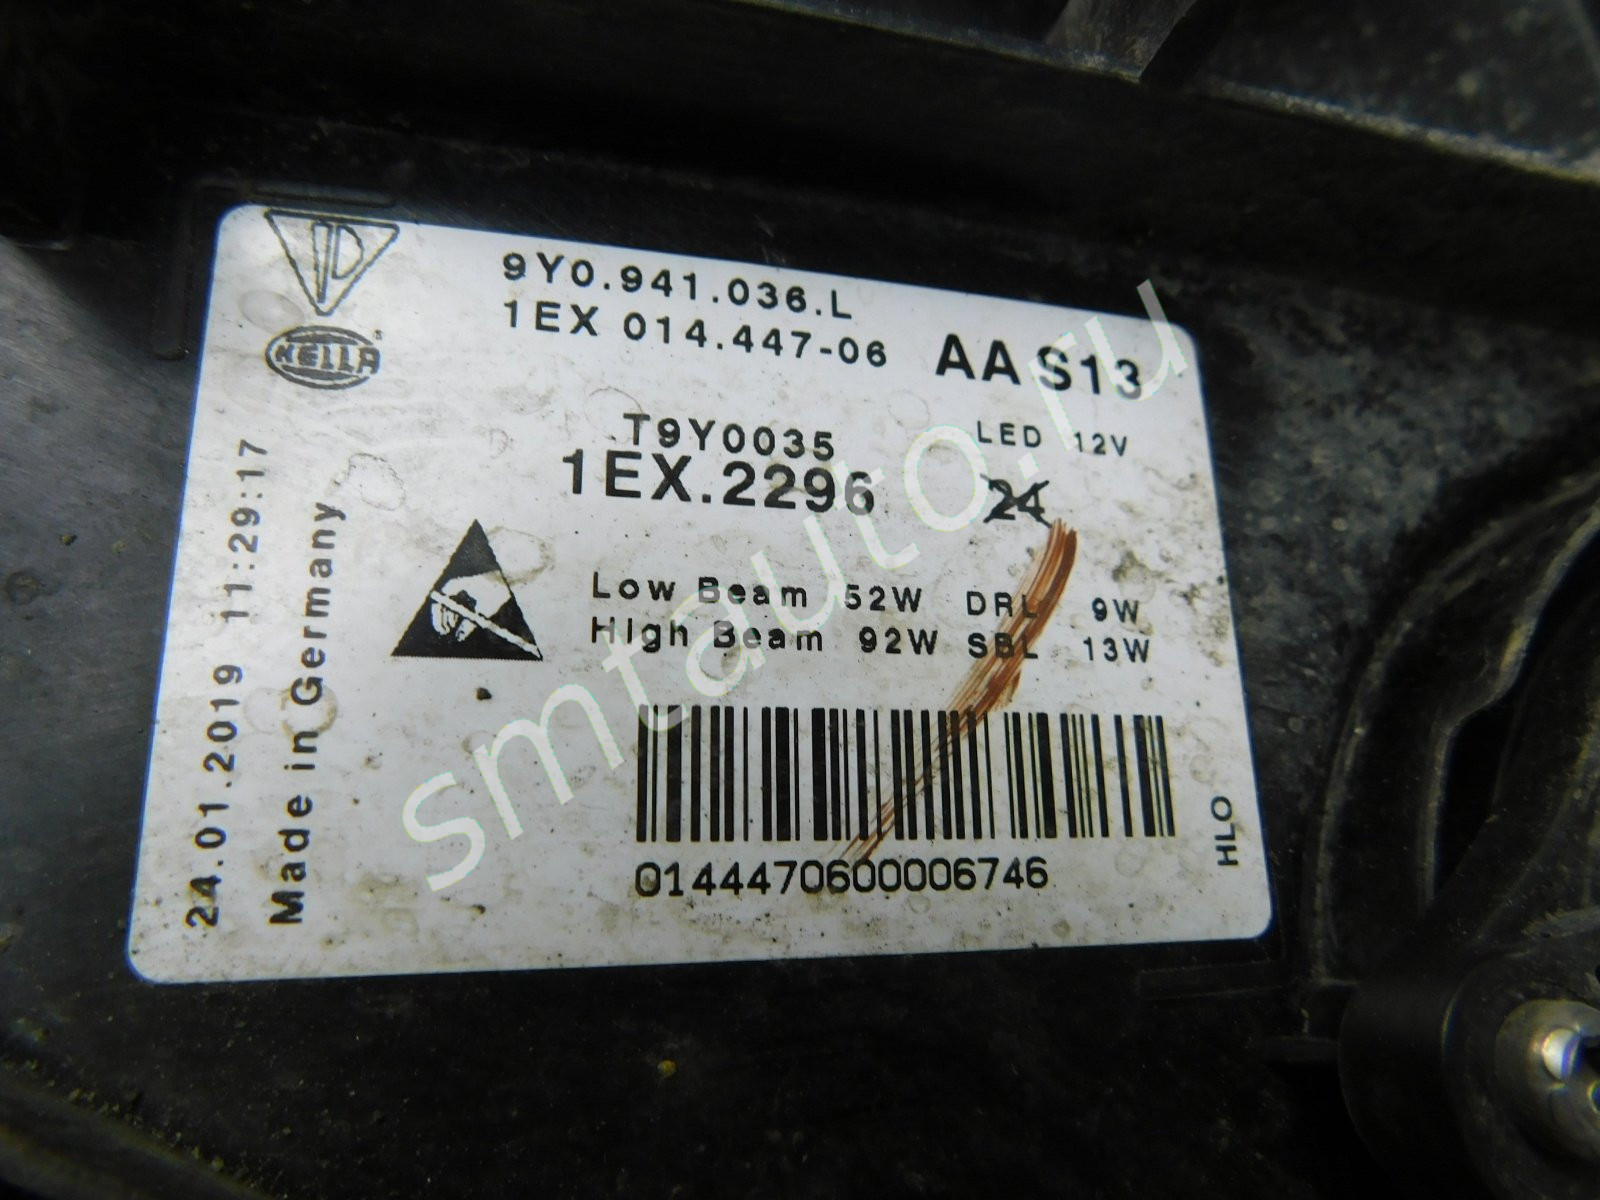 9Y0.941.036.L
1EX 014.447-06 AA S13
HELLA
T9Y0035 LED 12V
1EX.2296 24
Low Beam 52W DRL 9W
High Beam 92W SBL 13W
01444470600006746
24.01.2019 11:29:17
Made in Germany
HLO
smtauto.ru